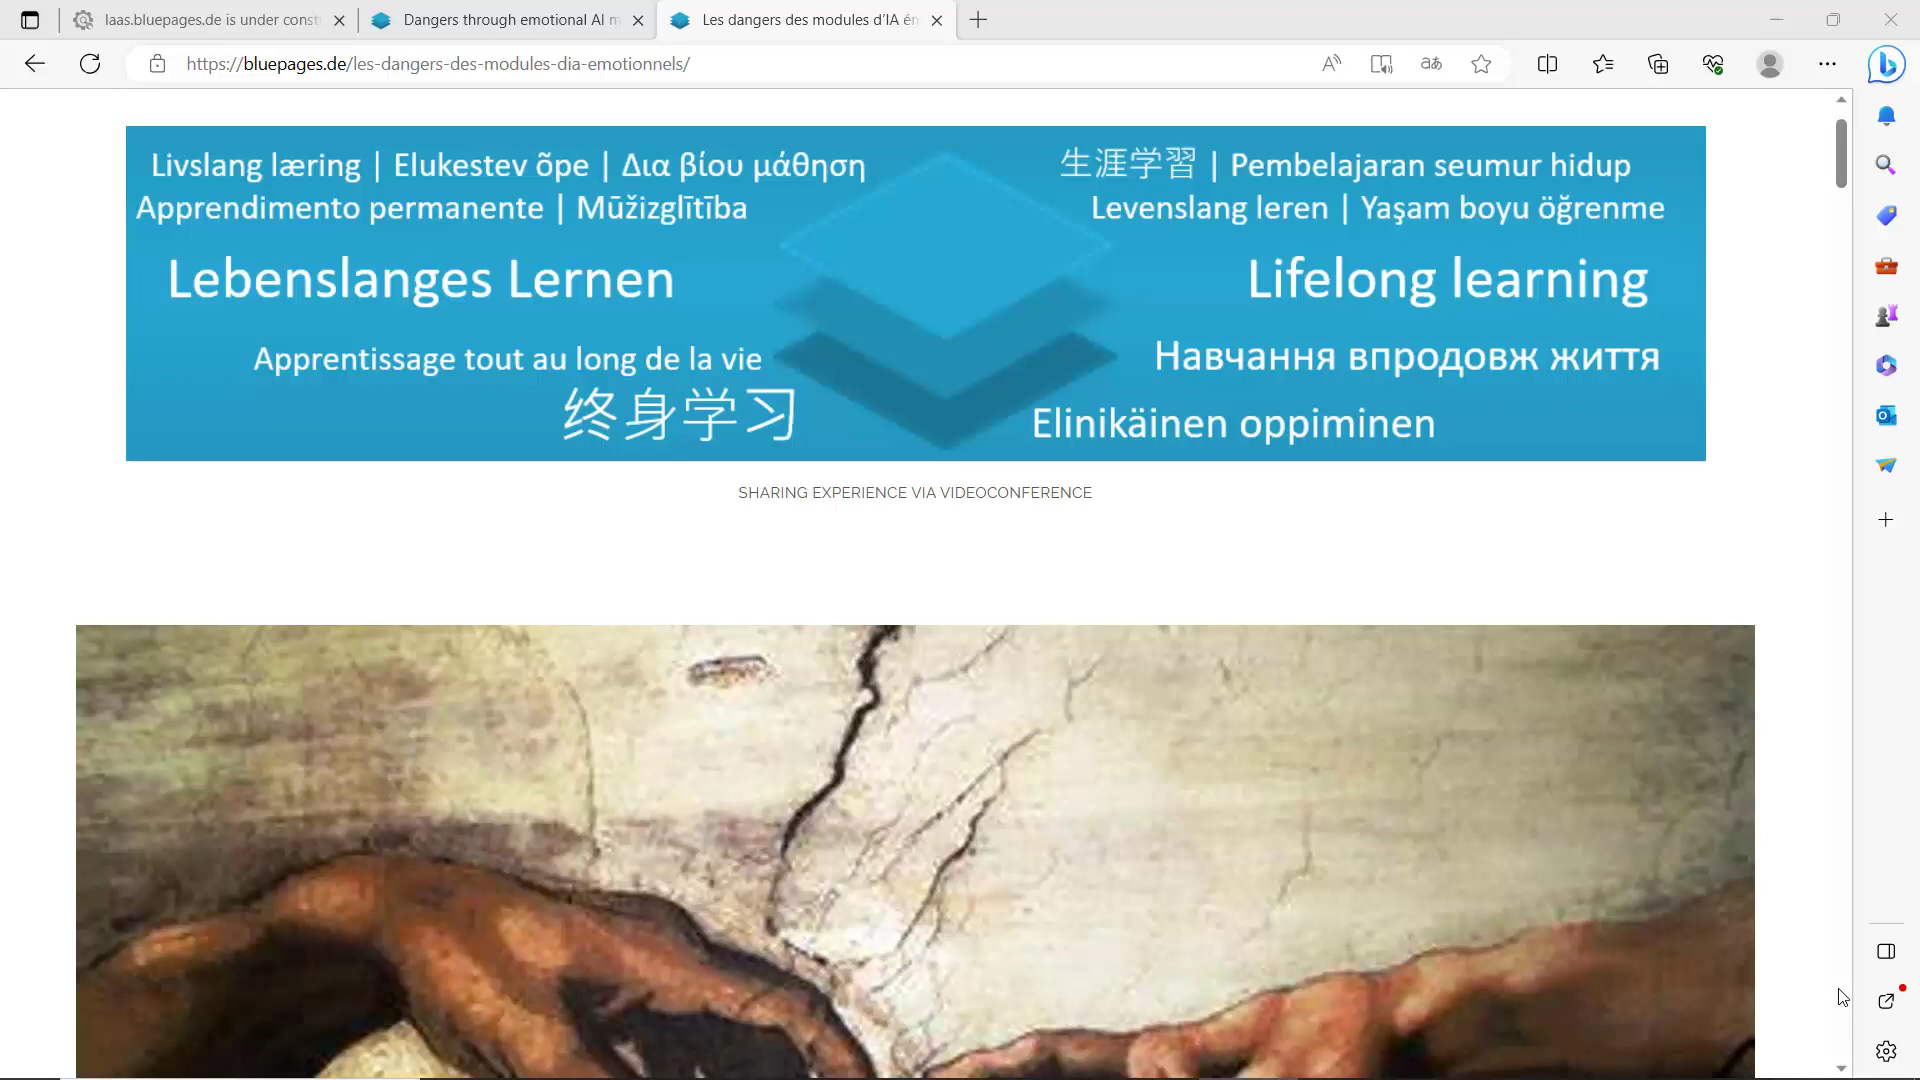 laas.bluepages.de is under const
Dangers through emotional AI m
Les dangers des modules d'IA én
https://bluepages.de/les-dangers-des-modules-dia-emotionnels/
Livslang læring | Elukestev õpe | Δια βίου μάθηση
Apprendimento permanente | Mūžizglītība
Lebenslanges Lernen
Apprentissage tout au long de la vie
终身学习
生涯学習 | Pembelajaran seumur hidup
Levenslang leren | Yaşam boyu öğrenme
Lifelong learning
Навчання впродовж життя
Elinikäinen oppiminen
SHARING EXPERIENCE VIA VIDEOCONFERENCE